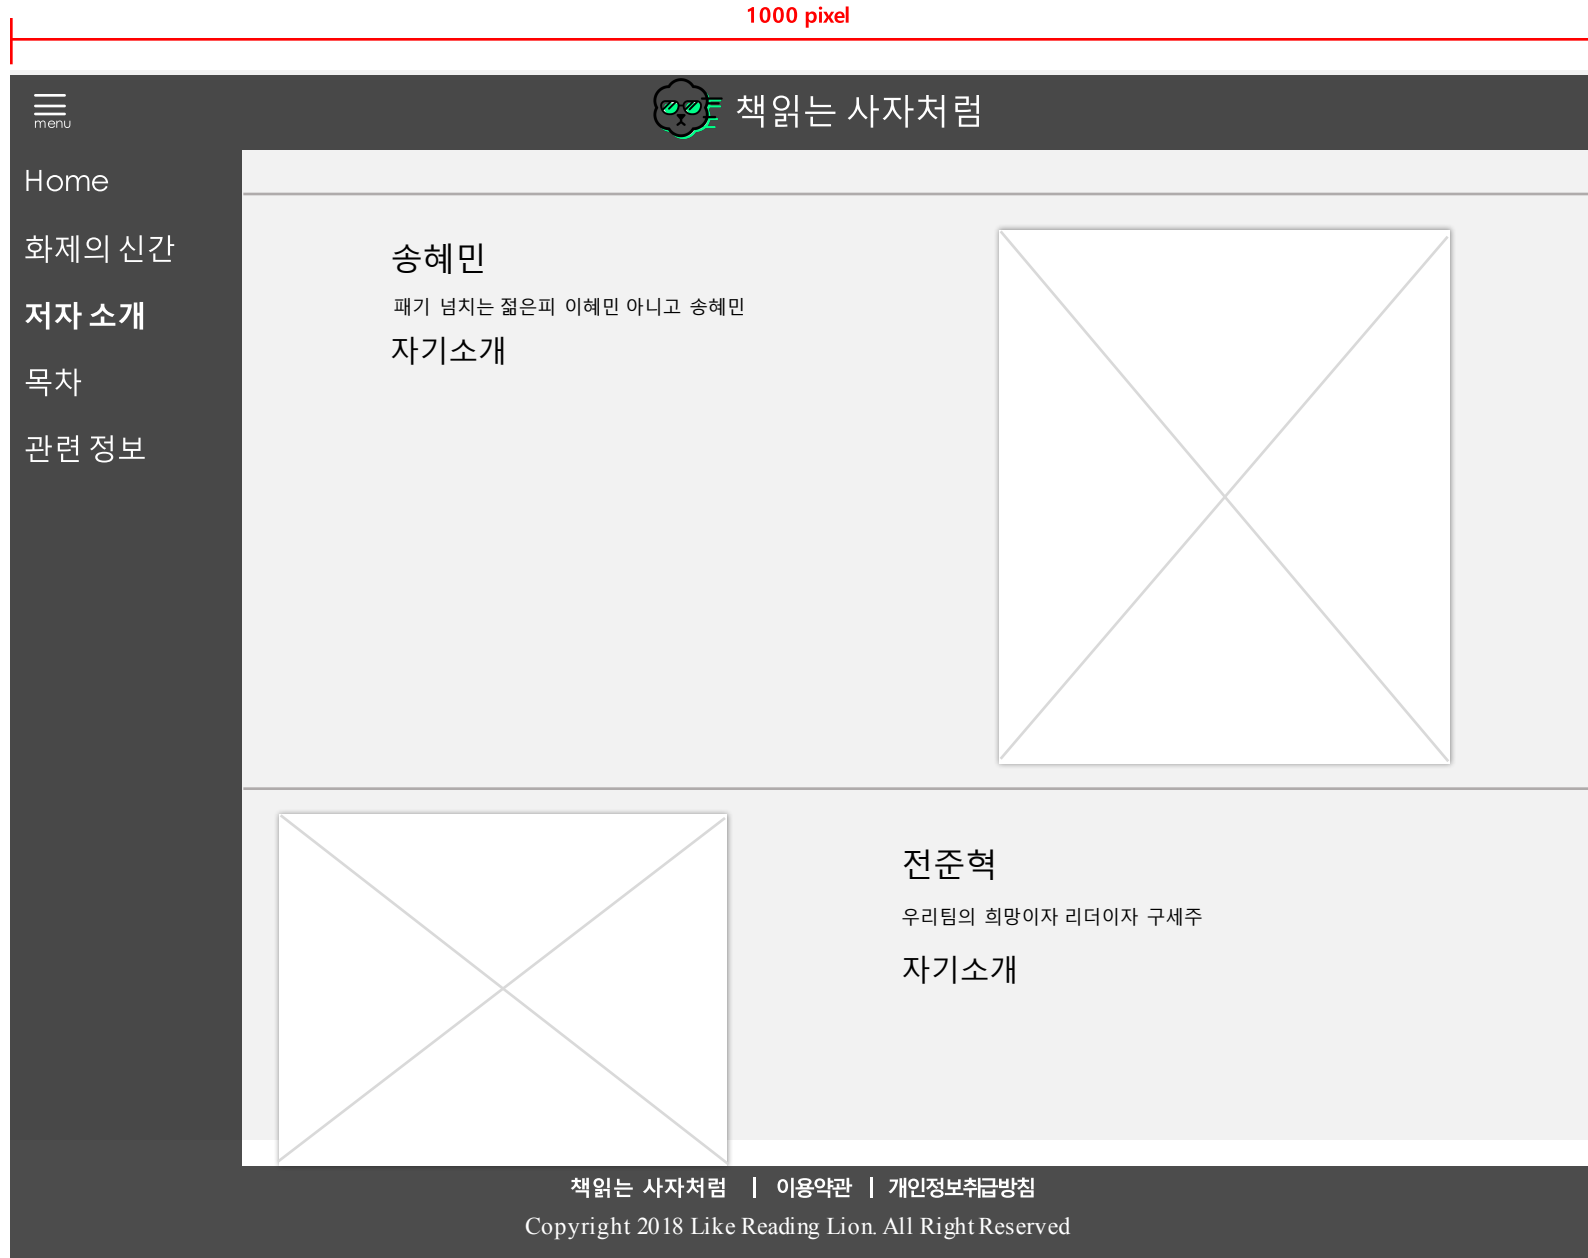 1000 pixel
menu
책읽는 사자처럼
Home
화제의 신간
저자 소개
목차
관련 정보
송혜민
패기 넘치는 젊은피 이혜민 아니고 송혜민
자기소개
전준혁
우리팀의 희망이자 리더이자 구세주
자기소개
책읽는 사자처럼 | 이용약관 | 개인정보취급방침
Copyright 2018 Like Reading Lion. All Right Reserved